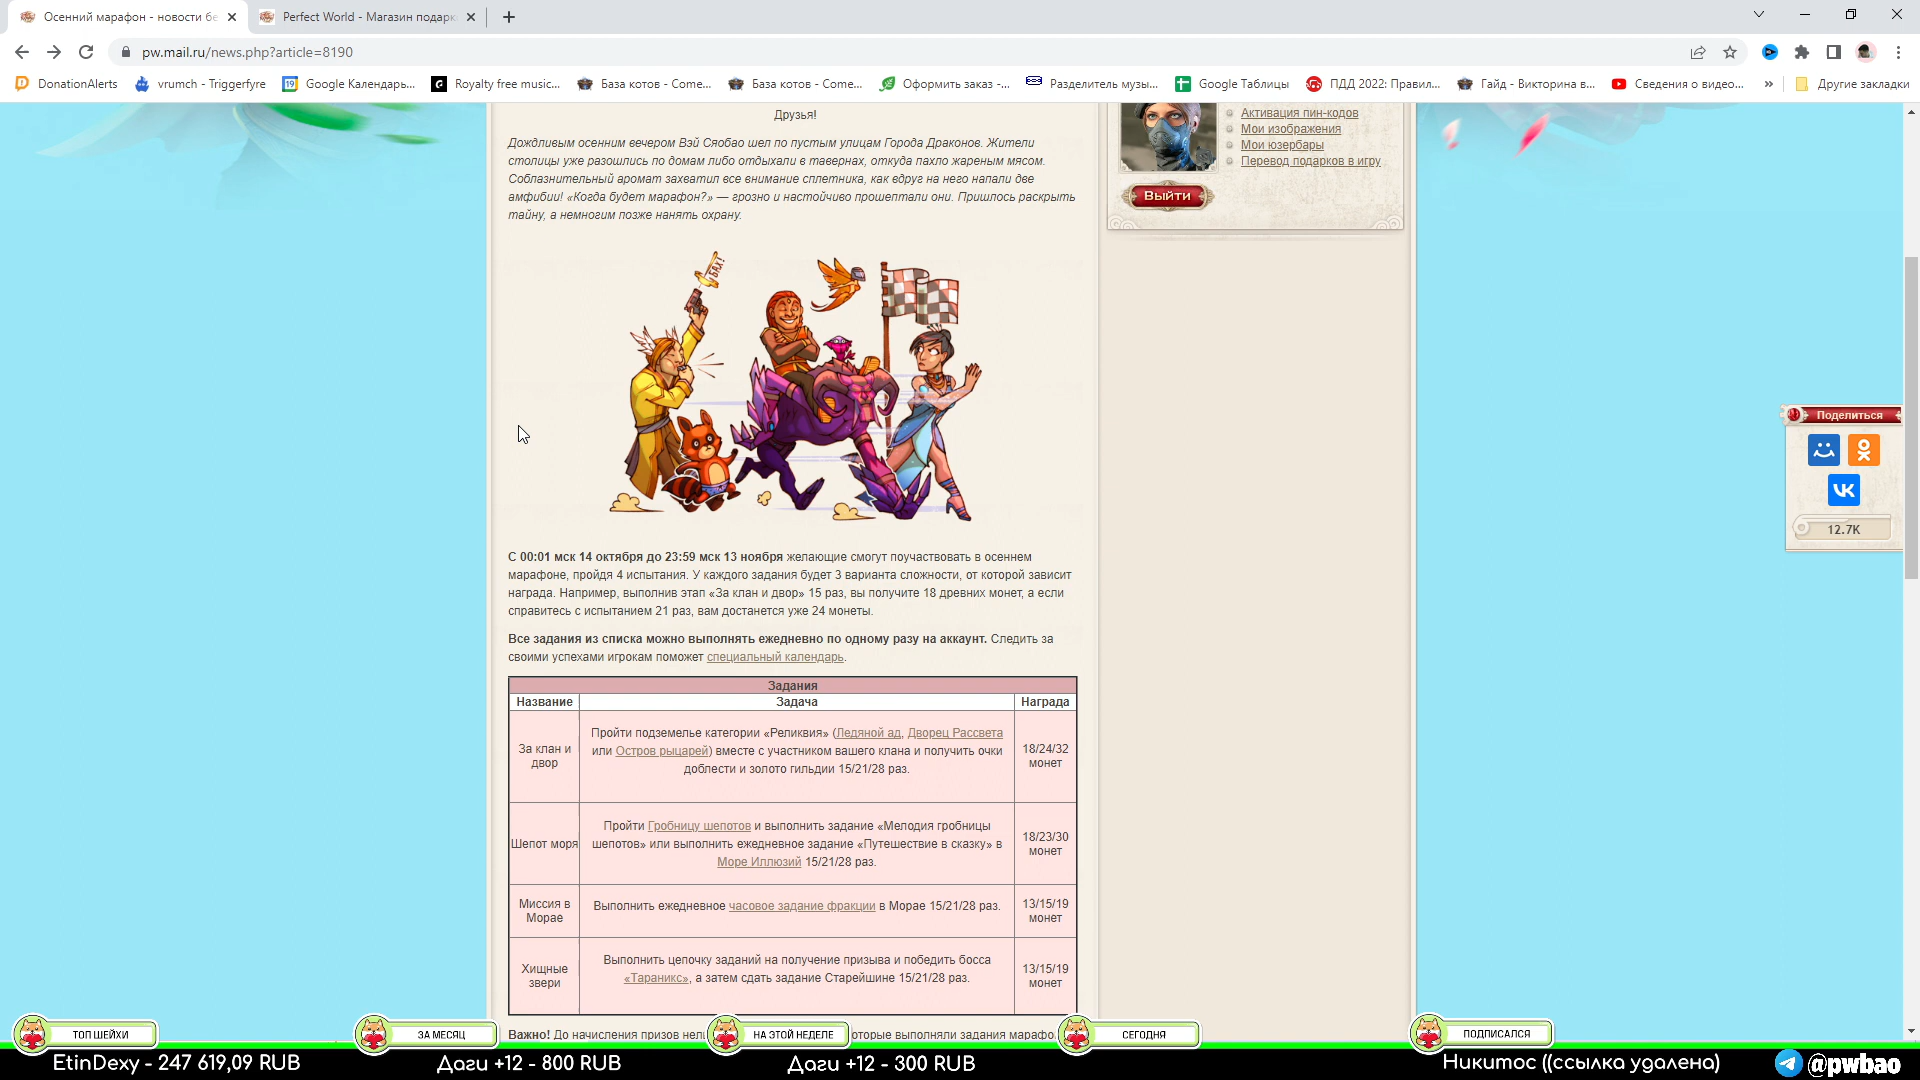 Осенний марафон - новости бе
Perfect World - Магазин подарк
pw.mail.ru/news.php?article=8190
DonationAlerts
vrumch - Triggerfyre
Google Календарь...
Royalty free music...
База котов - Come...
База котов - Come...
Оформить заказ -...
Разделитель музы...
Google Таблицы
ПДД 2022: Правил...
Гайд - Викторина в...
Сведения о видео...
»
Другие закладки
Друзья!
Дождливым осенним вечером Вэй Сяобао шел по пустым улицам Города Драконов. Жители
столицы уже разошлись по домам либо отдыхали в тавернах, откуда пахло жареным мясом.
Соблазнительный аромат захватил все внимание сплетника, как вдруг на него напали две
амфибии! «Когда будет марафон?» — грозно и настойчиво прошептали они. Пришлось раскрыть
тайну, а немногим позже нанять охрану.
Активация пин-кодов
Мои изображения
Мои юзербары
Перевод подарков в игру
Выйти
БАХ!
Поделиться
12.7K
С 00:01 мск 14 октября до 23:59 мск 13 ноября желающие смогут поучаствовать в осеннем
марафоне, пройдя 4 испытания. У каждого задания будет 3 варианта сложности, от которой зависит
награда. Например, выполнив этап «За клан и двор» 15 раз, вы получите 18 древних монет, а если
справитесь с испытанием 21 раз, вам достанется уже 24 монеты.
Все задания из списка можно выполнять ежедневно по одному разу на аккаунт. Следить за
своими успехами игрокам поможет специальный календарь.
Задания
Название Задача Награда
За клан и
двор
Пройти подземелье категории «Реликвия» (Ледяной ад, Дворец Рассвета
или Остров рыцарей) вместе с участником вашего клана и получить очки
доблести и золото гильдии 15/21/28 раз.
18/24/32
монет
Шепот моря
Пройти Гробницу шепотов и выполнить задание «Мелодия гробницы
шепотов» или выполнить ежедневное задание «Путешествие в сказку» в
Море Иллюзий 15/21/28 раз.
18/23/30
монет
Миссия в
Морае
Выполнить ежедневное часовое задание фракции в Морае 15/21/28 раз.
13/15/19
монет
Хищные
звери
Выполнить цепочку заданий на получение призыва и победить босса
«Тараникс», а затем сдать задание Старейшине 15/21/28 раз.
13/15/19
монет
Важно! До начисления призов нель оторые выполняли задания марафо
ТОП ШЕЙХИ
ЗА МЕСЯЦ
НА ЭТОЙ НЕДЕЛЕ
СЕГОДНЯ
ПОДПИСАЛСЯ
EtinDexy - 247 619,09 RUB
Даги +12 - 800 RUB
Даги +12 - 300 RUB
Никитос ((ссылка удалена)
@pwbao